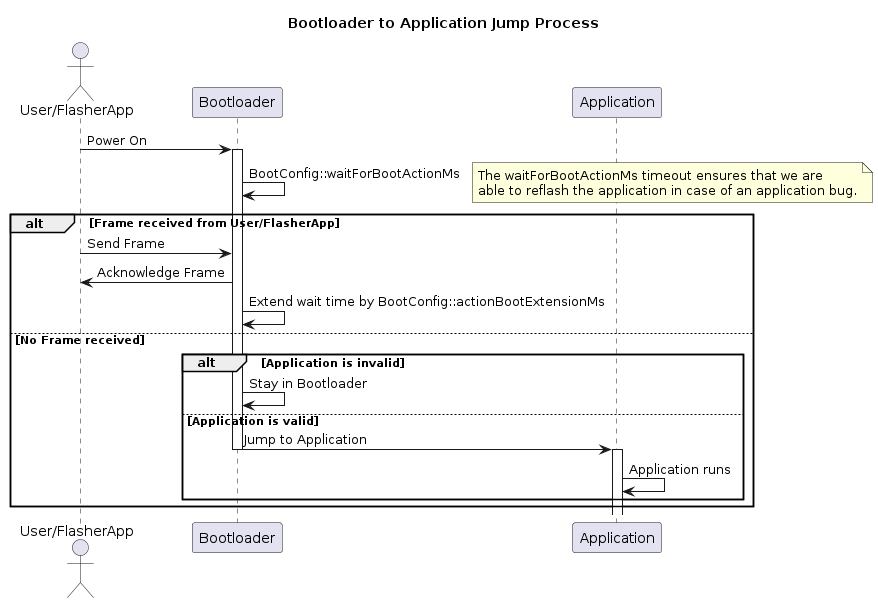 Bootloader to Application Jump Process
User/FlasherApp
Bootloader
Application
Power On
BootConfig::waitForBootActionMs
The waitForBootActionMs timeout ensures that we are
able to reflash the application in case of an application bug.
alt
[Frame received from User/FlasherApp]
Send Frame
Acknowledge Frame
Extend wait time by BootConfig::actionBootExtensionMs
[No Frame received]
alt
[Application is invalid]
Stay in Bootloader
[Application is valid]
Jump to Application
Application runs
User/FlasherApp
Bootloader
Application